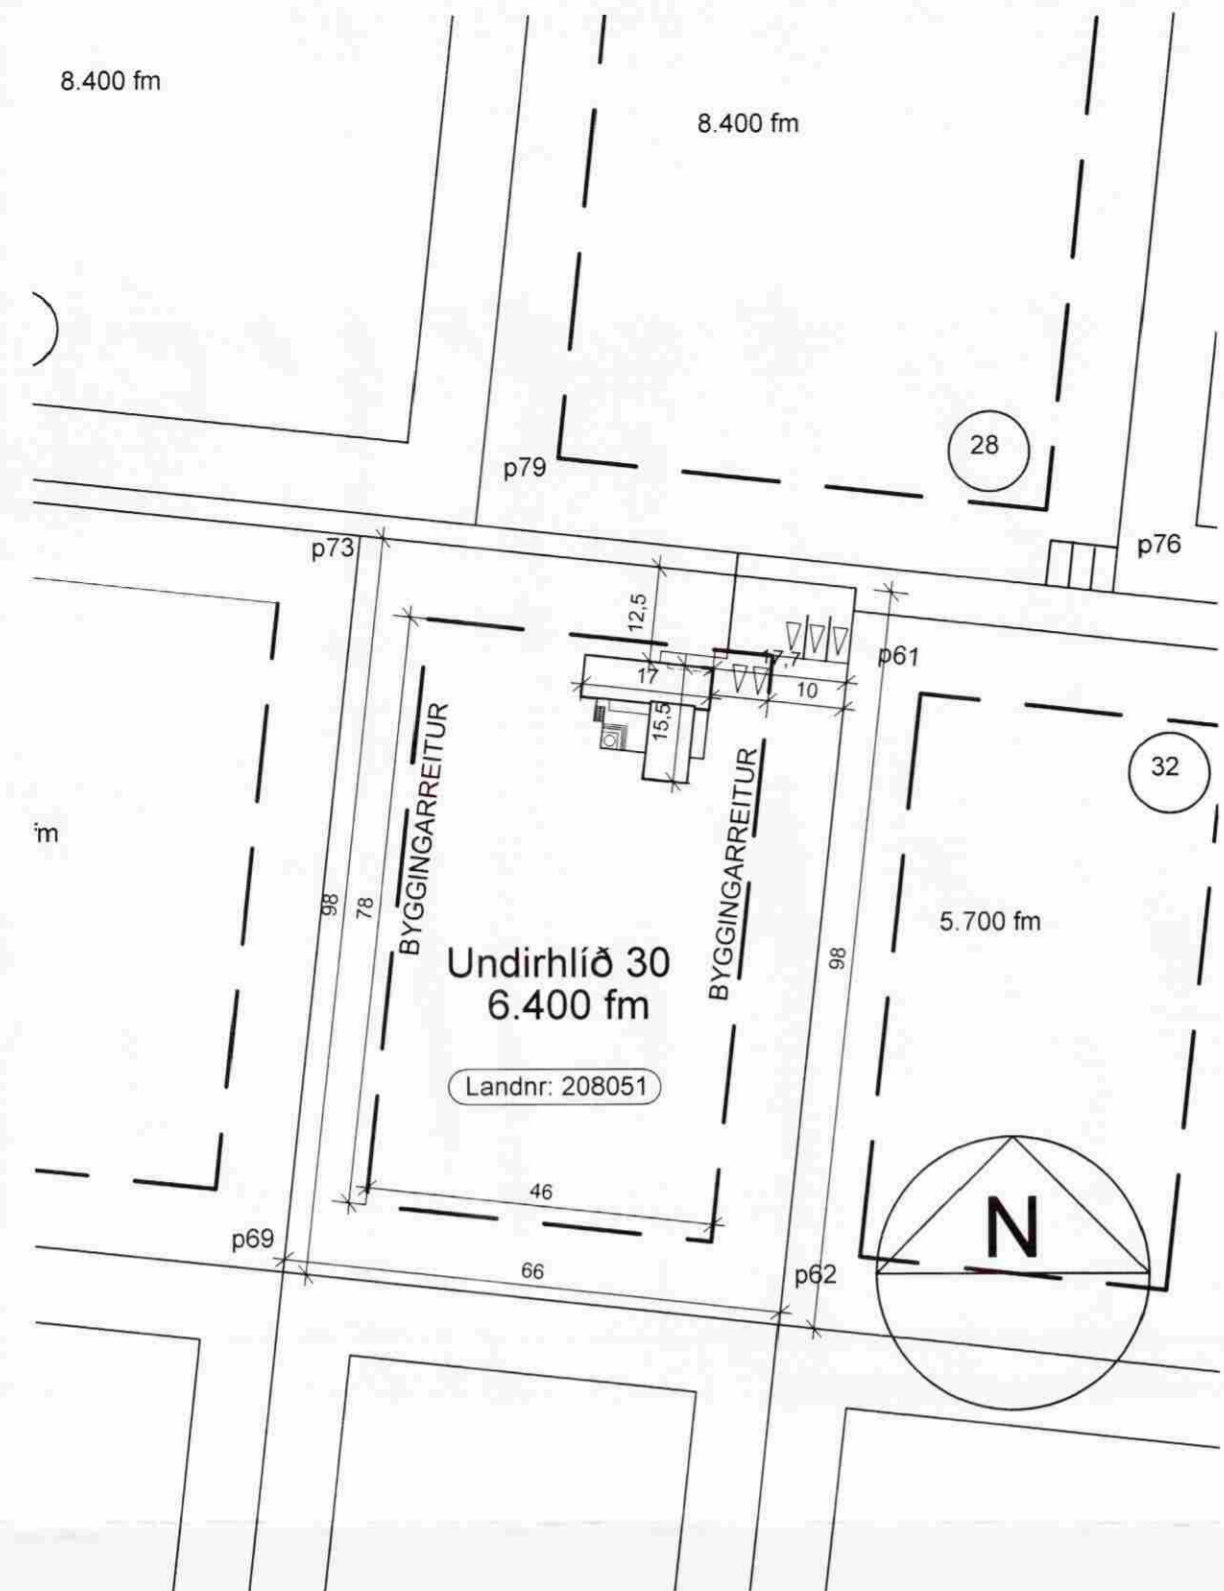 8.400 fm
8.400 fm
28
p79
p73
p76
12,5
p61
17,7
17
10
15,5
32
BYGGINGARREITUR
BYGGINGARREITUR
98
78
98
5.700 fm
Undirhlíð 30
6.400 fm
Landnr: 208051
46
N
p69
66
p62